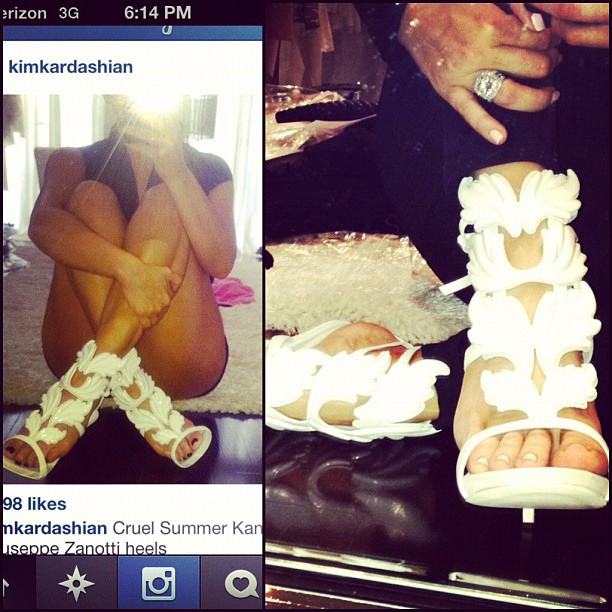 erizon 3G 6:14 PM
kimkardashian
98 likes
mkardashian Cruel Summer Kan
useppe Zanotti heels